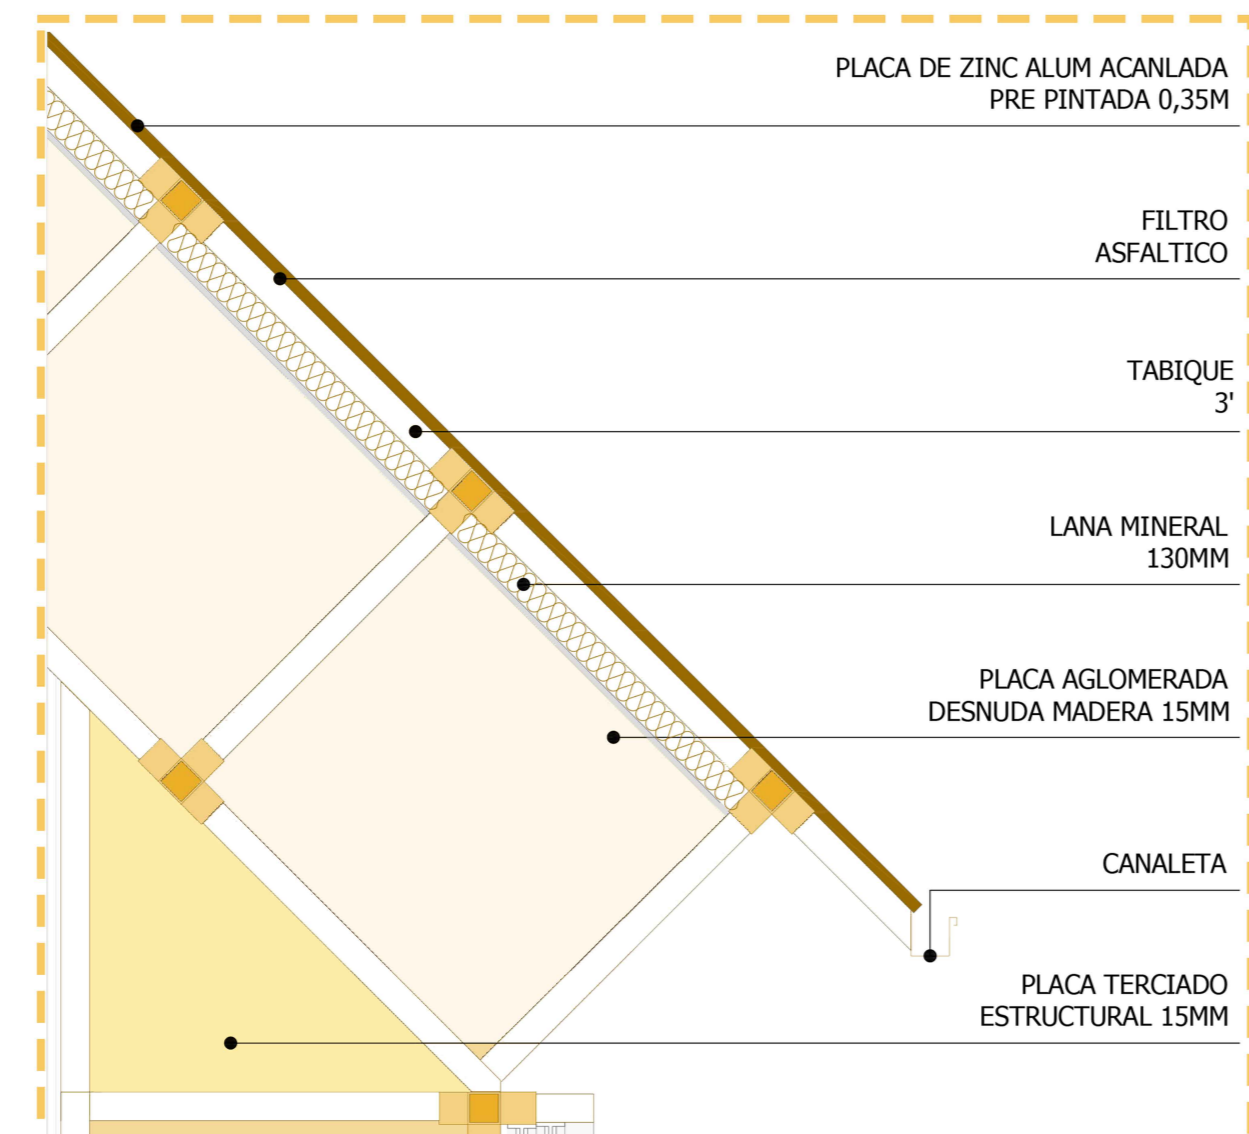 PLACA DE ZINC ALUM ACANLADA
PRE PINTADA 0,35M
FILTRO
ASFALTICO
TABIQUE
3'
LANA MINERAL
130MM
PLACA AGLOMERADA
DESNUDA MADERA 15MM
CANALETA
PLACA TERCIADO
ESTRUCTURAL 15MM